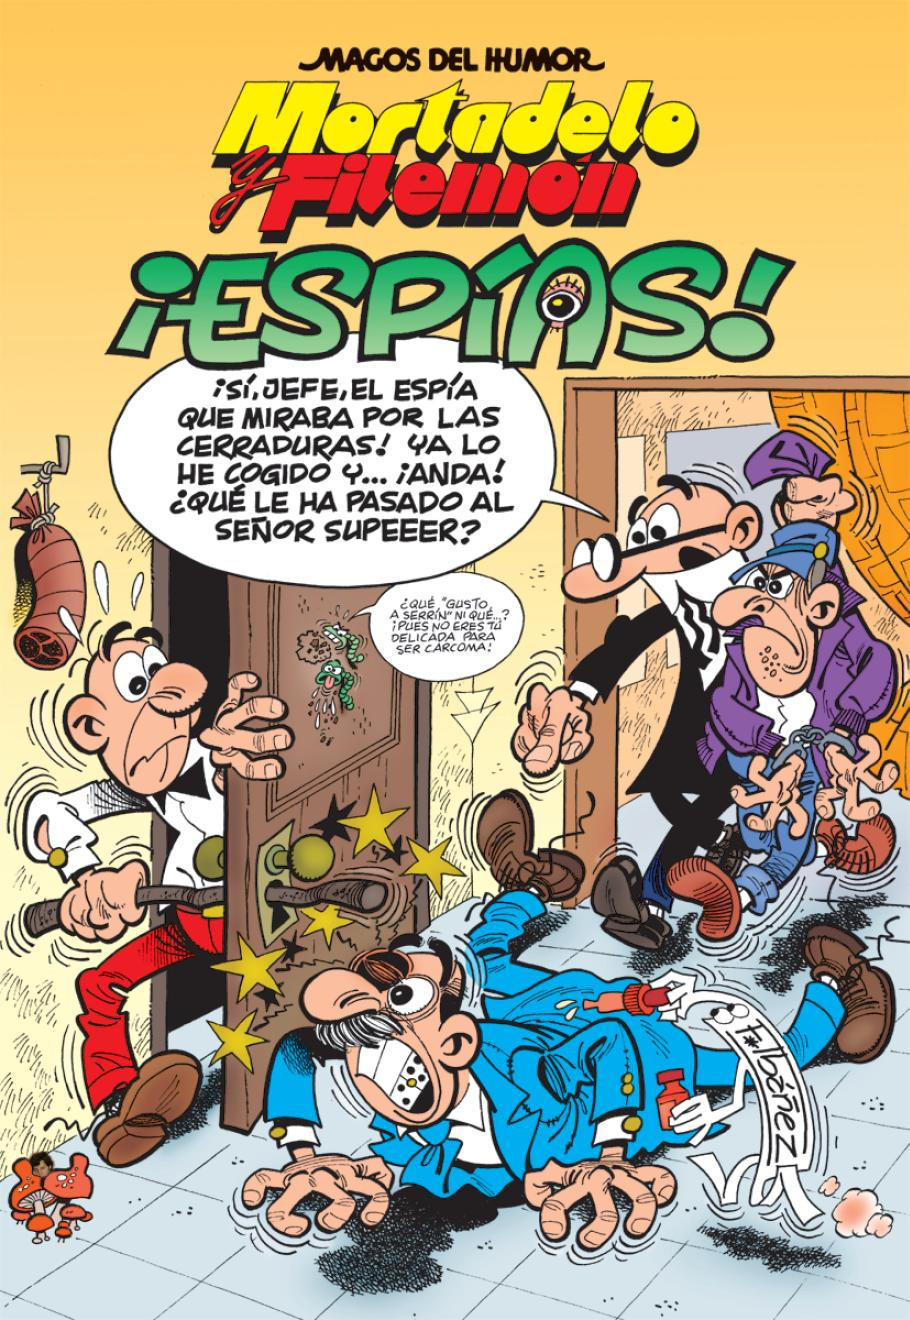 MAGOS DEL HUMOR
Mortadelo
y Filemón
¡ESPÍAS!
¡SÍ, JEFE, EL ESPÍA
QUE MIRABA POR LAS
CERRADURAS! YA LO
HE COGIDO Y... ¡ANDA!
¿QUÉ LE HA PASADO AL
SEÑOR SUPEEER?
¿QUÉ "GUSTO
A SERRÍN" NI QUÉ...?
¡PUES NO ERES TÚ
DELICADA PARA
SER CARCOMA!
F. Ibáñez